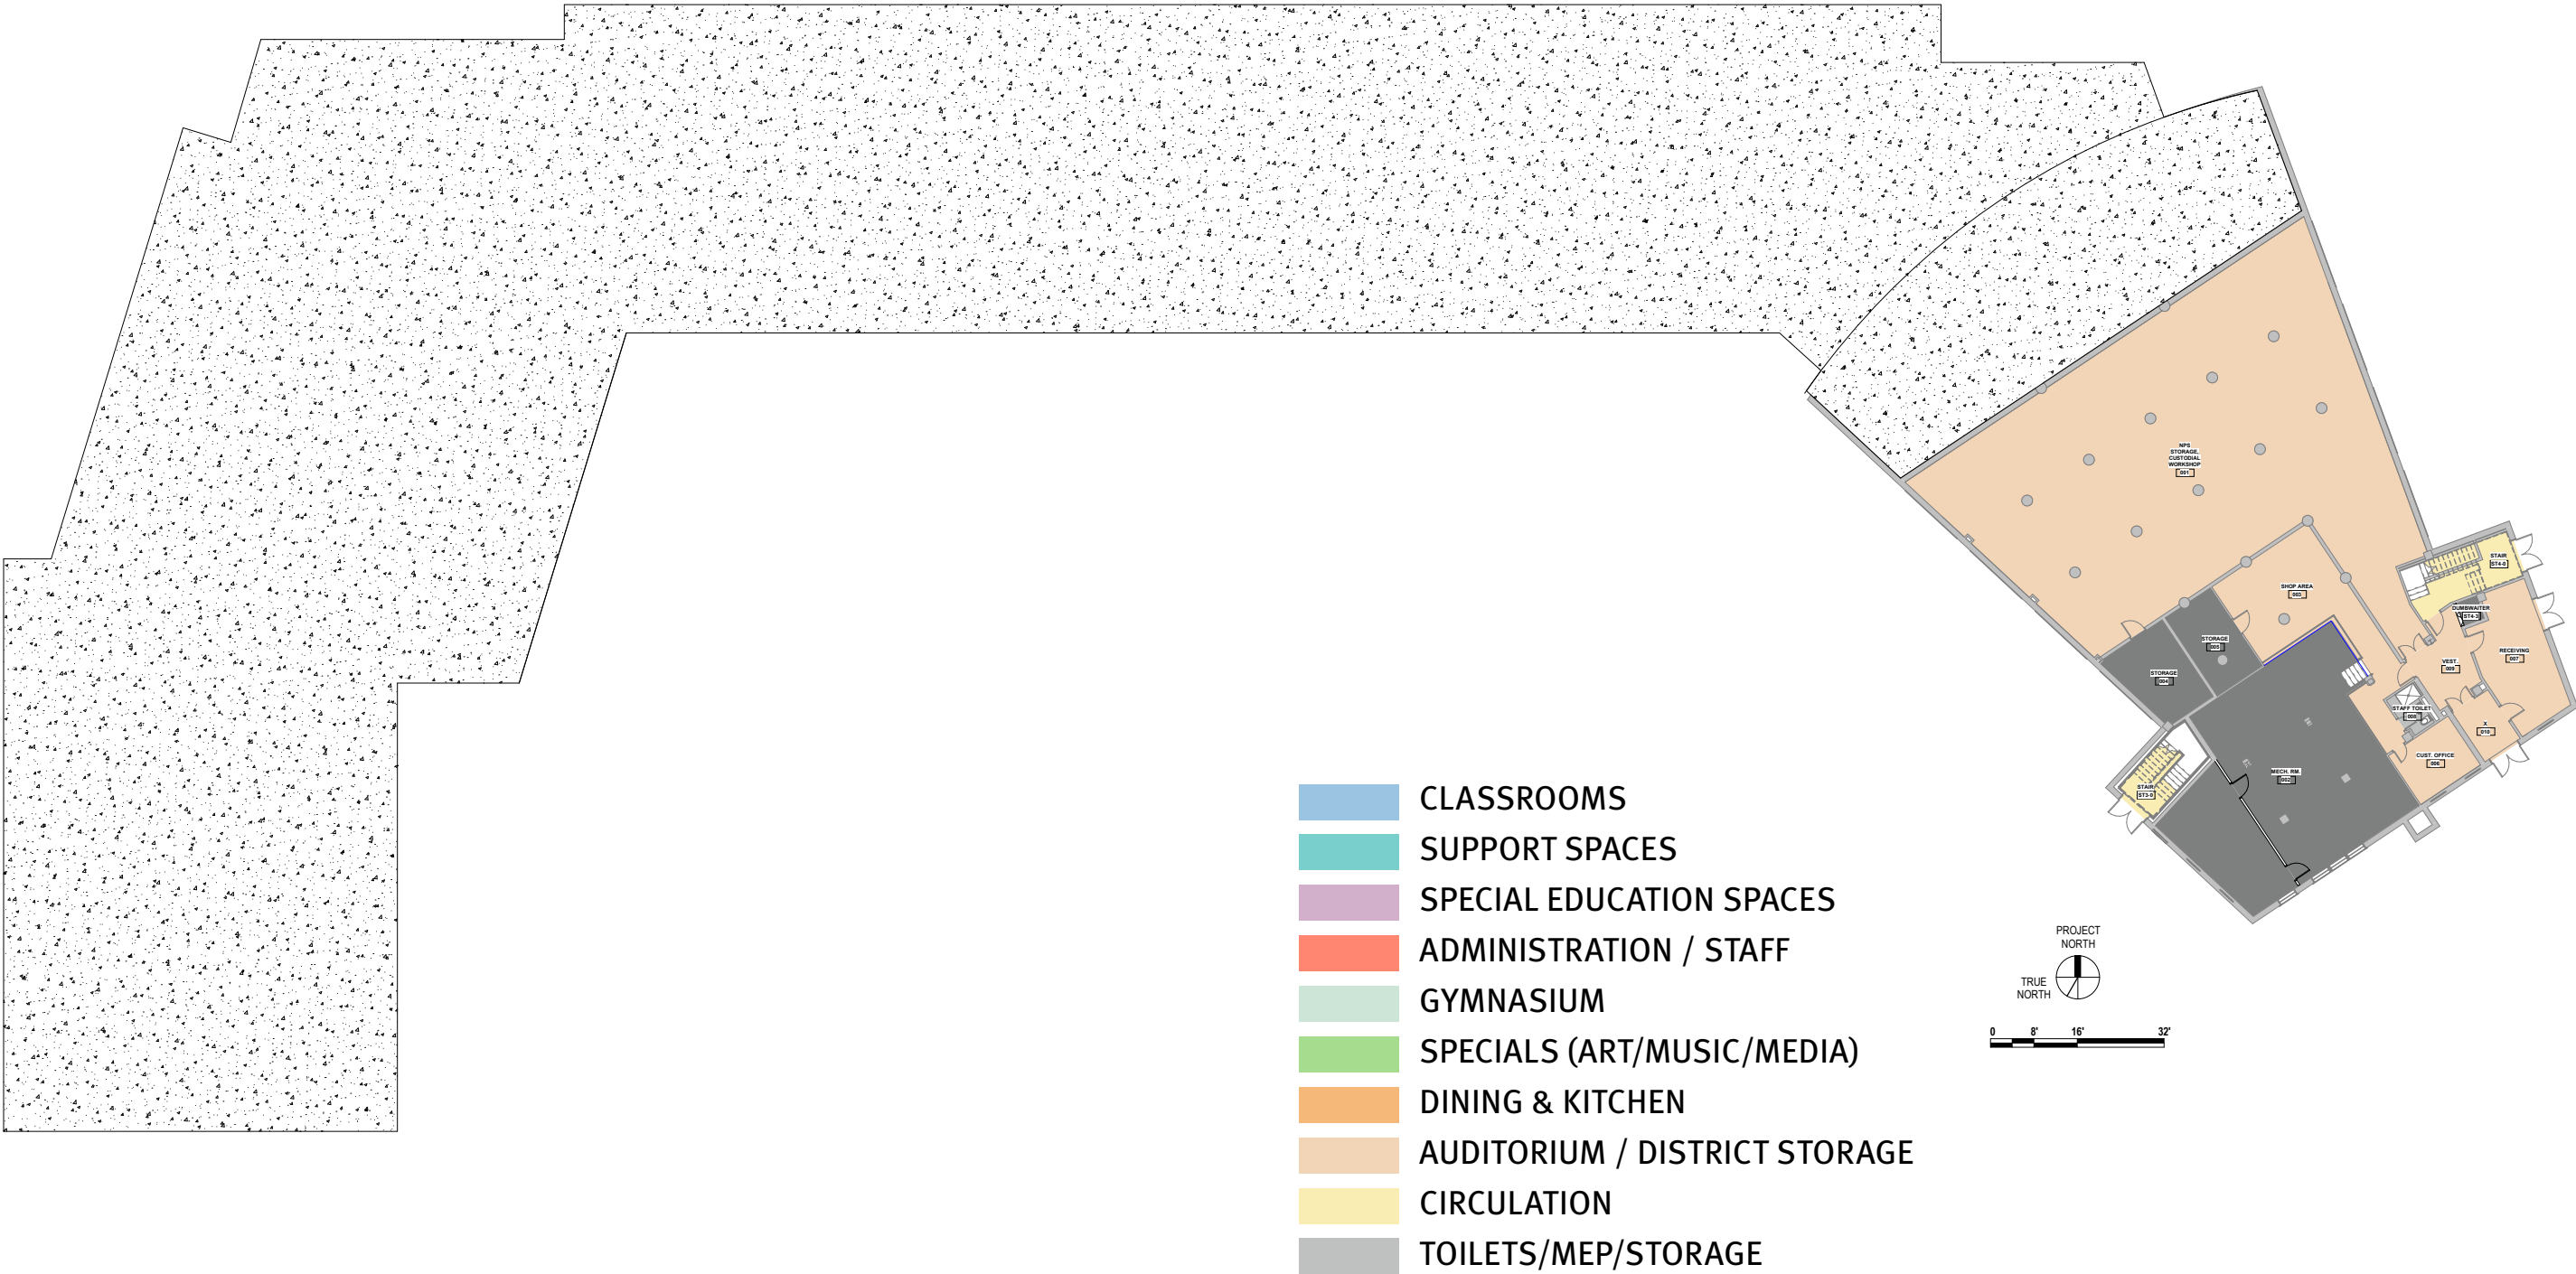 NPS
STORAGE,
CUSTODIAL
WORKSHOP
001
STAIR
ST4-0
SHOP AREA
003
DUMBWAITER
ST4-3
STORAGE
005
RECEIVING
007
VEST.
009
STORAGE
004
STAFF TOILET
008
X
010
CUST. OFFICE
006
MECH. RM.
002
STAIR
ST3-0
CLASSROOMS
SUPPORT SPACES
SPECIAL EDUCATION SPACES
ADMINISTRATION / STAFF
GYMNASIUM
SPECIALS (ART/MUSIC/MEDIA)
DINING & KITCHEN
AUDITORIUM / DISTRICT STORAGE
CIRCULATION
TOILETS/MEP/STORAGE
PROJECT
NORTH
TRUE
NORTH
0 8' 16' 32'